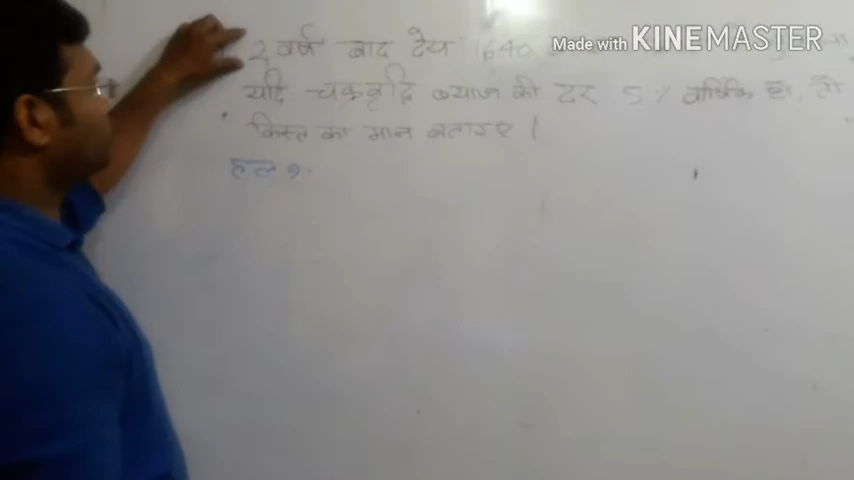 2 वर्ष बाद देय 1640
Made with KINEMASTER
यदि चक्रवृद्धि ब्याज की दर 5 % वार्षिक हो, तो
किस्त का मान बताइए ।
हल :-